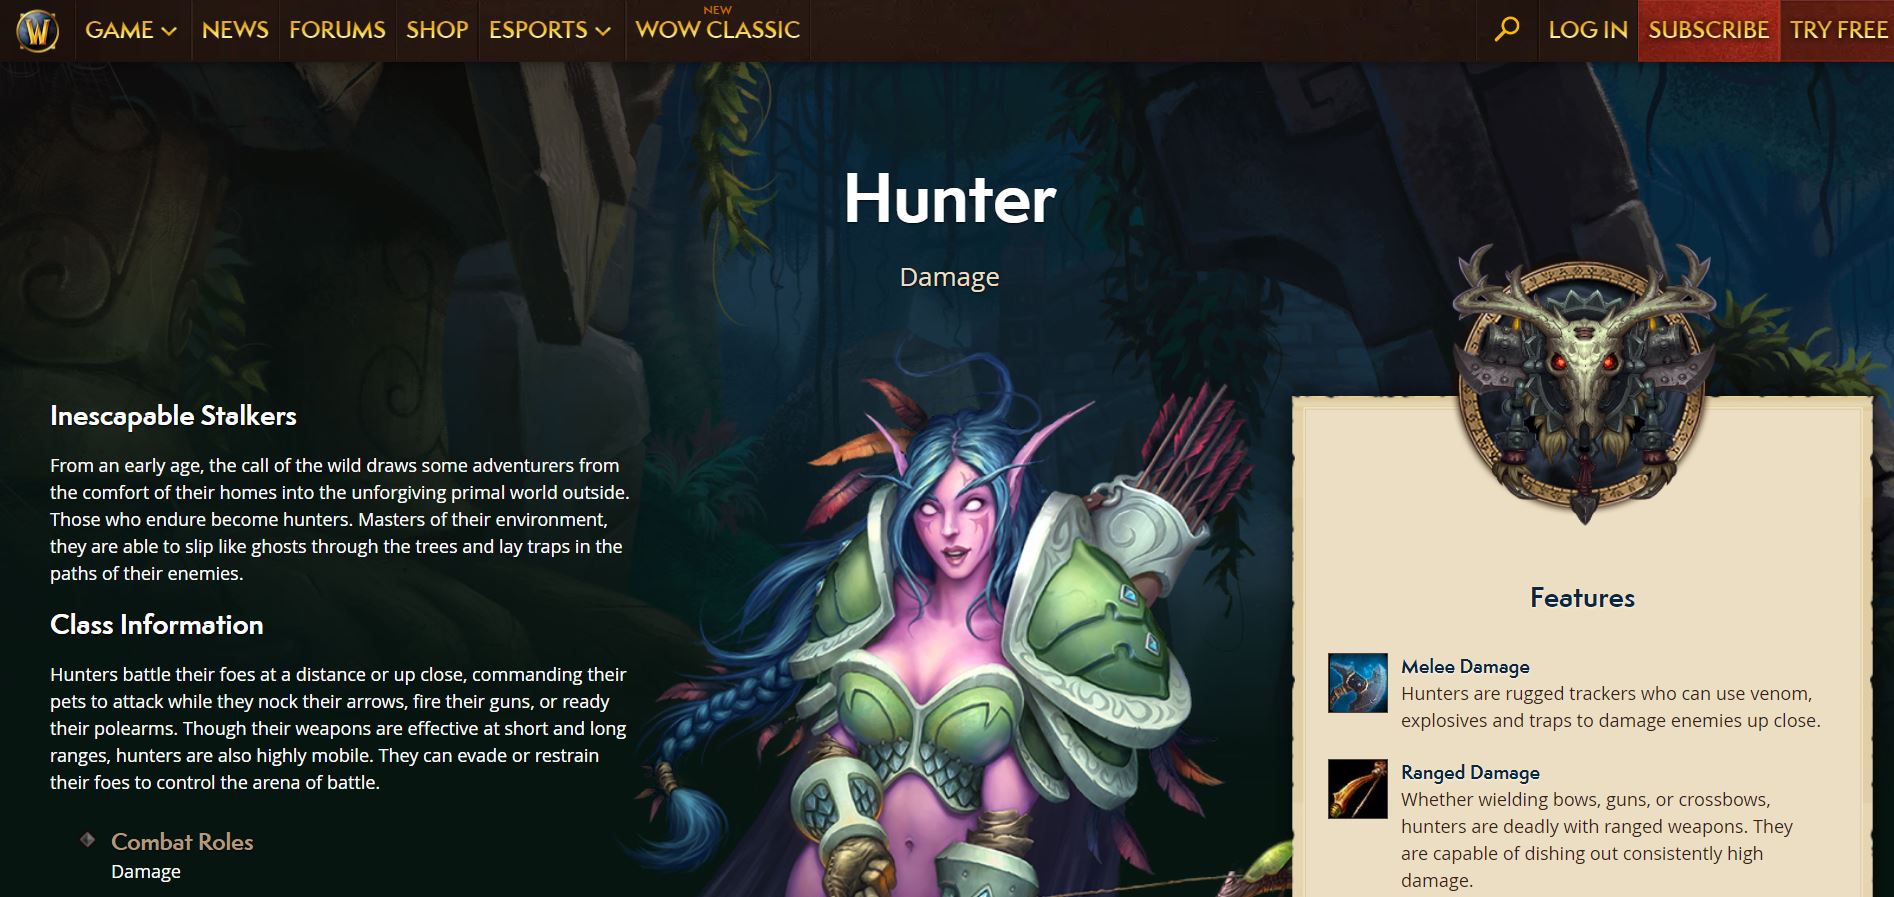 W
GAME
NEWS
FORUMS
SHOP
ESPORTS
NEW
WOW CLASSIC
LOG IN
SUBSCRIBE
TRY FREE
Hunter
Damage
Inescapable Stalkers
From an early age, the call of the wild draws some adventurers from
the comfort of their homes into the unforgiving primal world outside.
Those who endure become hunters. Masters of their environment,
they are able to slip like ghosts through the trees and lay traps in the
paths of their enemies.
Class Information
Hunters battle their foes at a distance or up close, commanding their
pets to attack while they nock their arrows, fire their guns, or ready
their polearms. Though their weapons are effective at short and long
ranges, hunters are also highly mobile. They can evade or restrain
their foes to control the arena of battle.
Combat Roles
Damage
Features
Melee Damage
Hunters are rugged trackers who can use venom,
explosives and traps to damage enemies up close.
Ranged Damage
Whether wielding bows, guns, or crossbows,
hunters are deadly with ranged weapons. They
are capable of dishing out consistently high
damage.